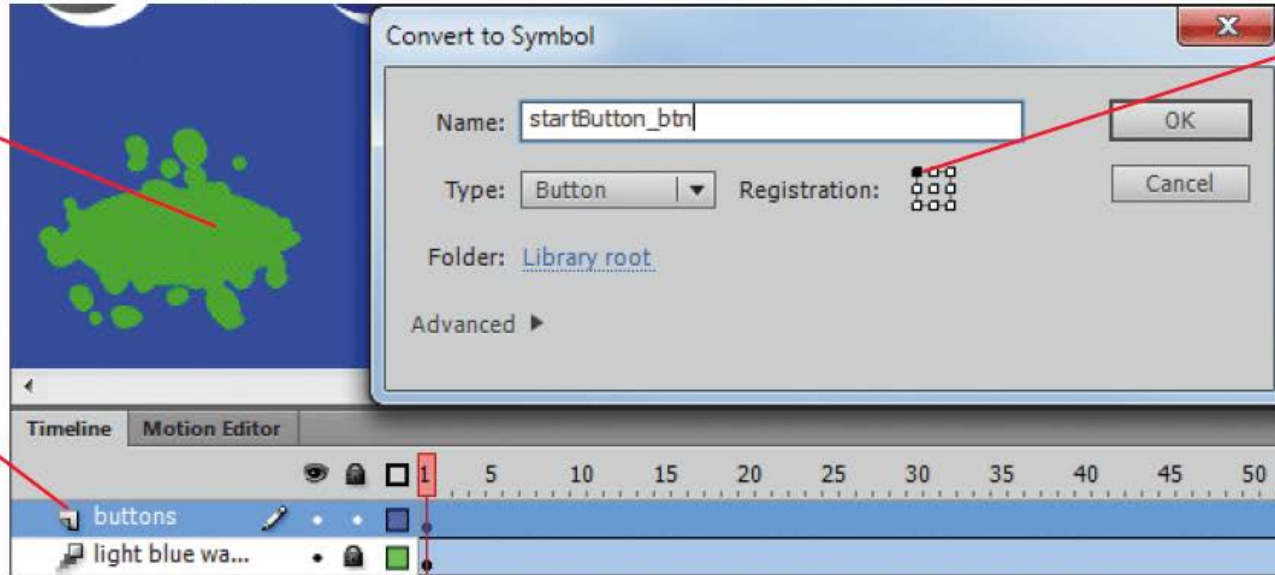 Convert to Symbol
Name: startButton_btn
OK
Type: Button Registration:
Cancel
Folder: Library root
Advanced
Timeline Motion Editor
1 5 10 15 20 25 30 35 40 45 50
buttons
light blue wa...